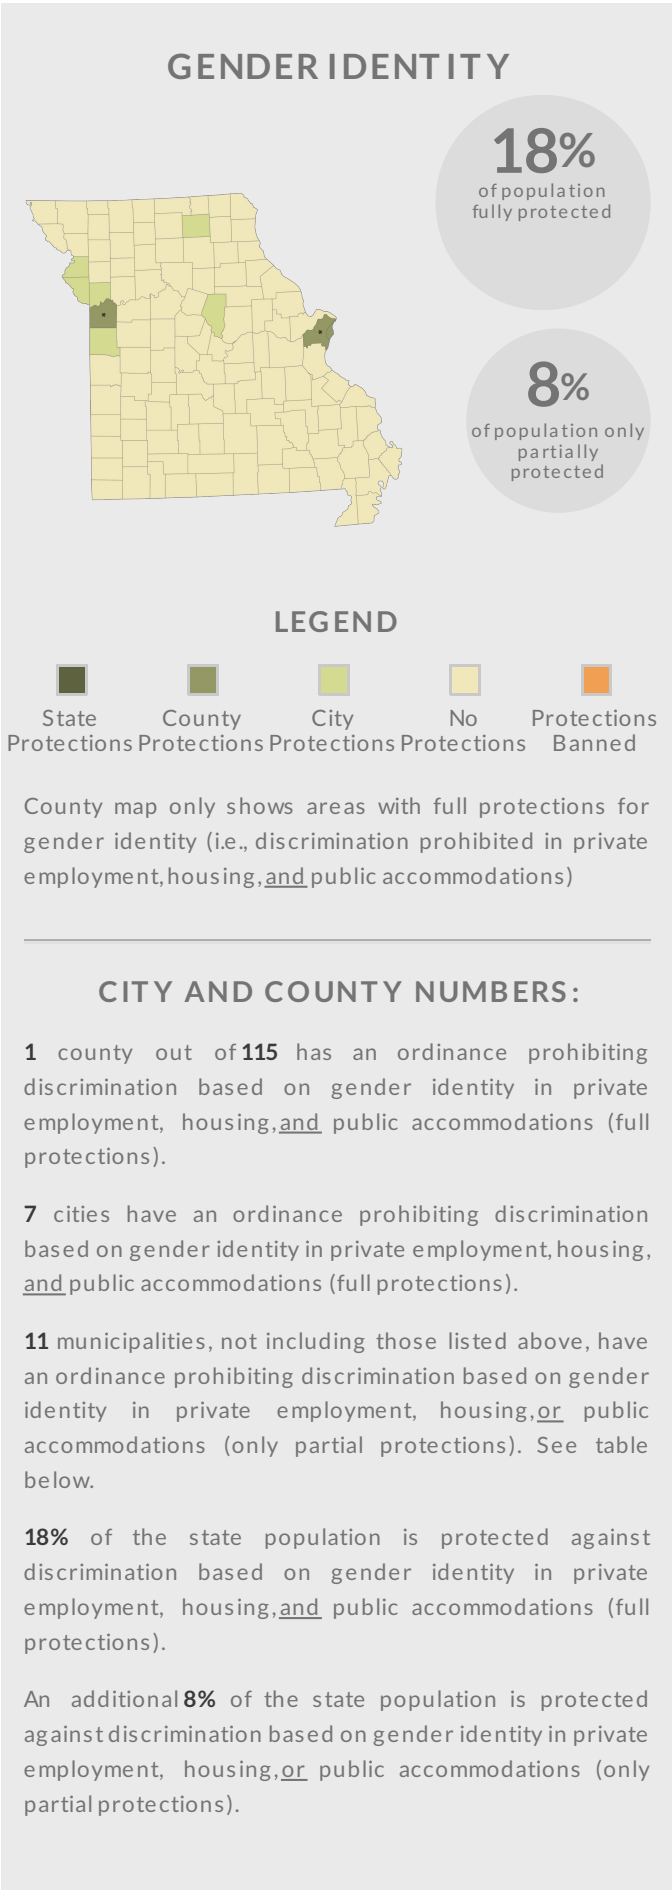 GENDER IDENTITY
18%
of population
fully protected
8%
of population only
partially
protected
LEGEND
State
Protections
County
Protections
City
Protections
No
Protections
Protections
Banned
County map only shows areas with full protections for
gender identity (i.e., discrimination prohibited in private
employment, housing, and public accommodations)
CITY AND COUNTY NUMBERS:
1 county out of 115 has an ordinance prohibiting
discrimination based on gender identity in private
employment, housing, and public accommodations (full
protections).
7 cities have an ordinance prohibiting discrimination
based on gender identity in private employment, housing,
and public accommodations (full protections).
11 municipalities, not including those listed above, have
an ordinance prohibiting discrimination based on gender
identity in private employment, housing, or public
accommodations (only partial protections). See table
below.
18% of the state population is protected against
discrimination based on gender identity in private
employment, housing, and public accommodations (full
protections).
An additional 8% of the state population is protected
against discrimination based on gender identity in private
employment, housing, or public accommodations (only
partial protections).